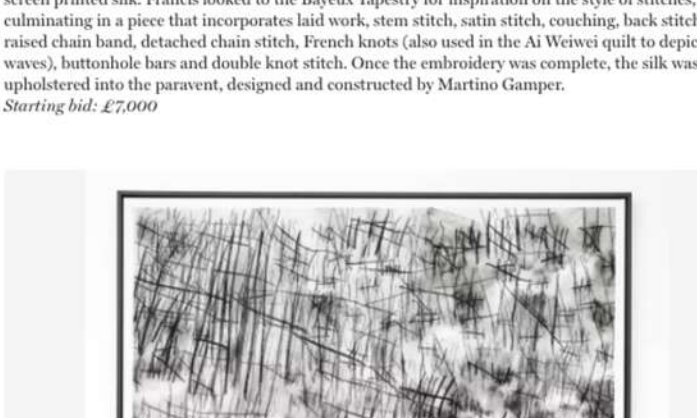 screen printed silk. Francis looked to the Bayeux Tapestry for inspiration on the style of stitches,
culminating in a piece that incorporates laid work, stem stitch, satin stitch, couching, back stitch
raised chain band, detached chain stitch, French knots (also used in the Ai Weiwei quilt to depic
waves), buttonhole bars and double knot stitch. Once the embroidery was complete, the silk was
upholstered into the paravent, designed and constructed by Martino Gamper.
Starting bid: £7,000